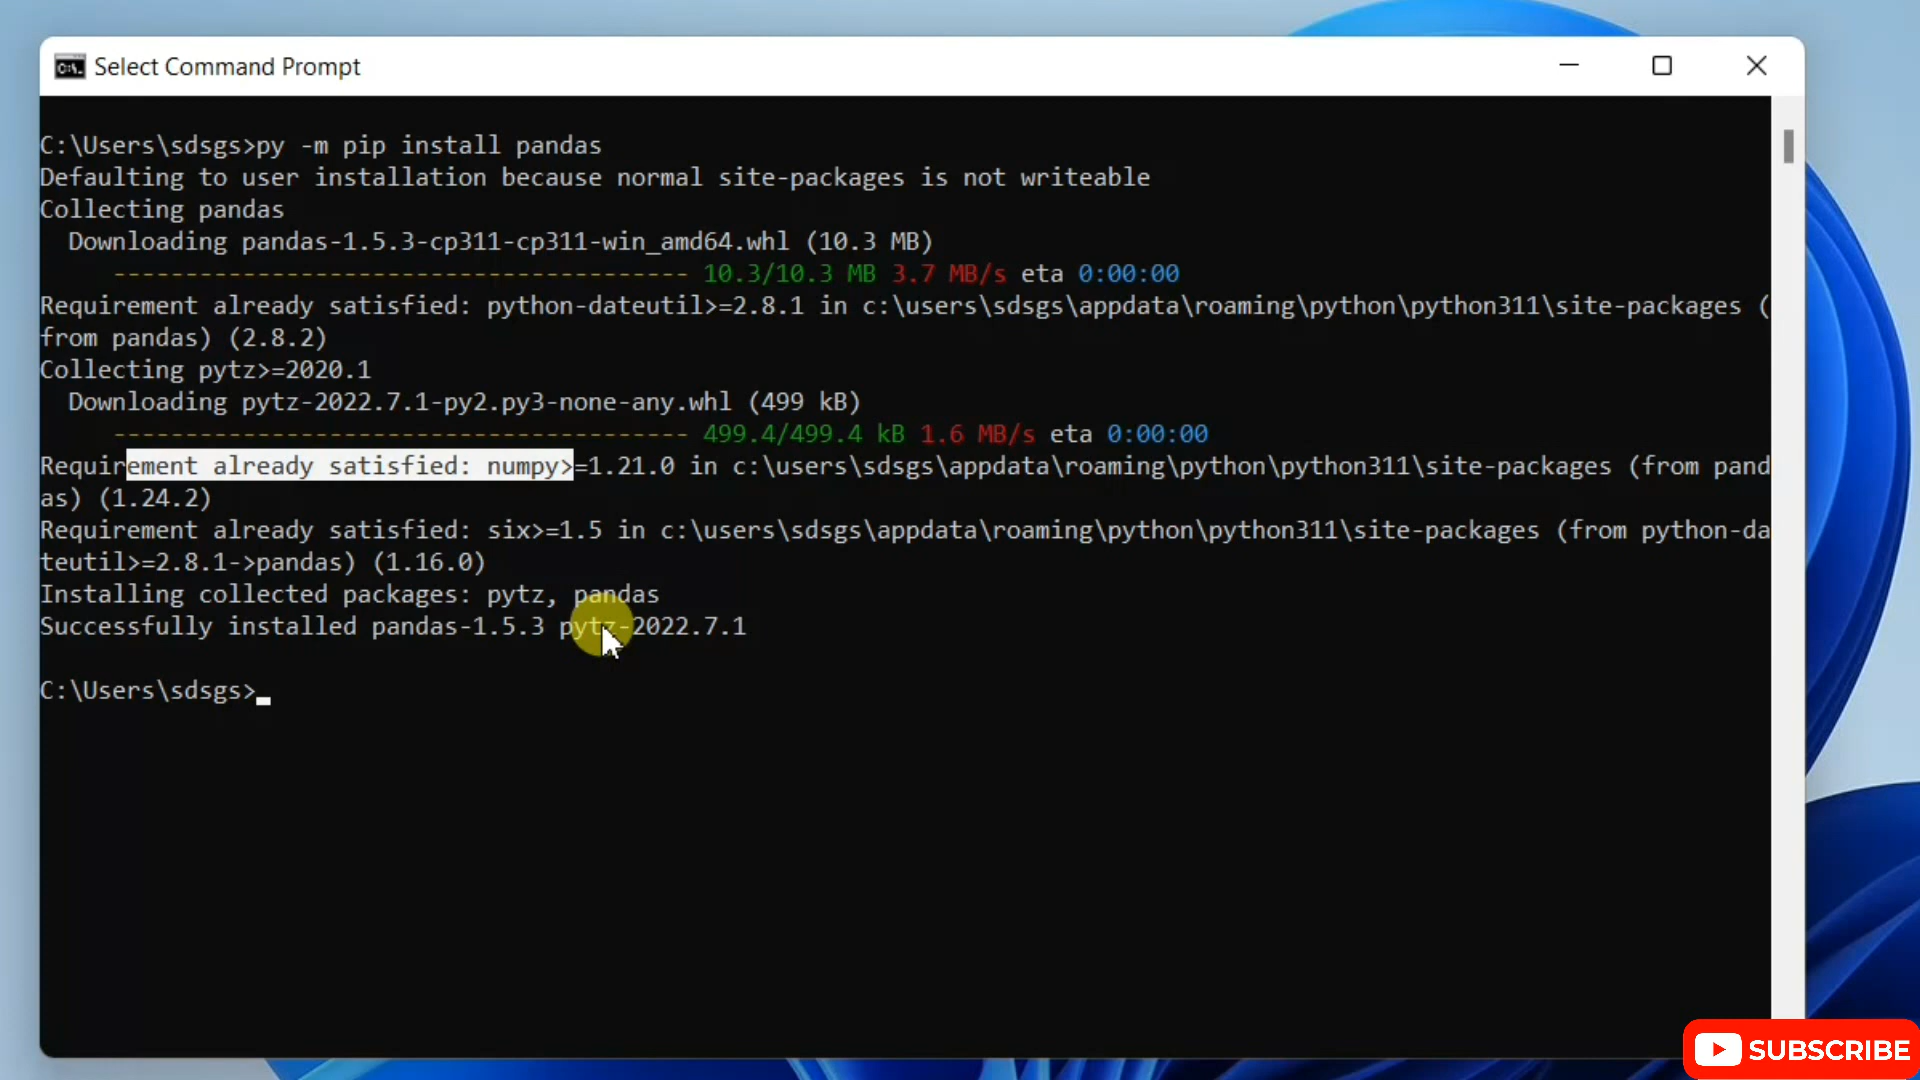 Select Command Prompt
C:\Users\sdsgs>py -m pip install pandas
Defaulting to user installation because normal site-packages is not writeable
Collecting pandas
  Downloading pandas-1.5.3-cp311-cp311-win_amd64.whl (10.3 MB)
     ---------------------------------------- 10.3/10.3 MB 3.7 MB/s eta 0:00:00
Requirement already satisfied: python-dateutil>=2.8.1 in c:\users\sdsgs\appdata\roaming\python\python311\site-packages (
from pandas) (2.8.2)
Collecting pytz>=2020.1
  Downloading pytz-2022.7.1-py2.py3-none-any.whl (499 kB)
     ---------------------------------------- 499.4/499.4 kB 1.6 MB/s eta 0:00:00
Requirement already satisfied: numpy>=1.21.0 in c:\users\sdsgs\appdata\roaming\python\python311\site-packages (from pand
as) (1.24.2)
Requirement already satisfied: six>=1.5 in c:\users\sdsgs\appdata\roaming\python\python311\site-packages (from python-da
teutil>=2.8.1->pandas) (1.16.0)
Installing collected packages: pytz, pandas
Successfully installed pandas-1.5.3 pytz-2022.7.1
C:\Users\sdsgs>
SUBSCRIBE